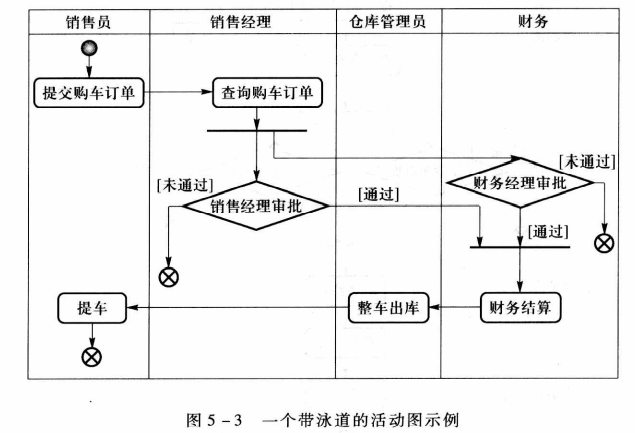 销售员 销售经理 仓库管理员 财务
提交购车订单 查询购车订单
[未通过] 销售经理审批 [通过] 财务经理审批 [未通过]
[通过]
提车 整车出库 财务结算
图5-3 一个带泳道的活动图示例